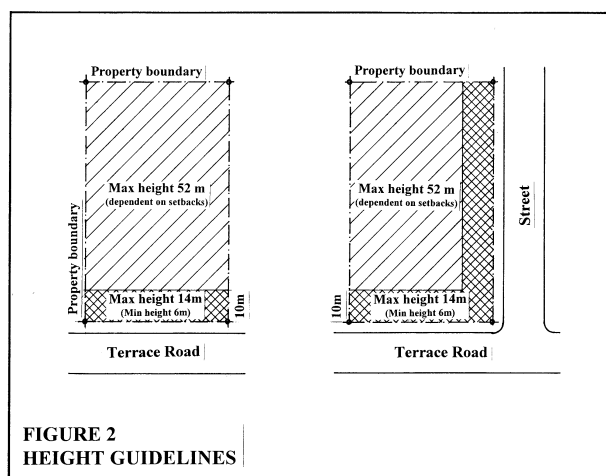 Property boundary
Max height 52 m
(dependent on setbacks)
Property boundary
Max height 14m
(Min height 6m)
10m
Terrace Road
Property boundary
Max height 52 m
(dependent on setbacks)
Street
Max height 14m
(Min height 6m)
10m
Terrace Road
FIGURE 2
HEIGHT GUIDELINES